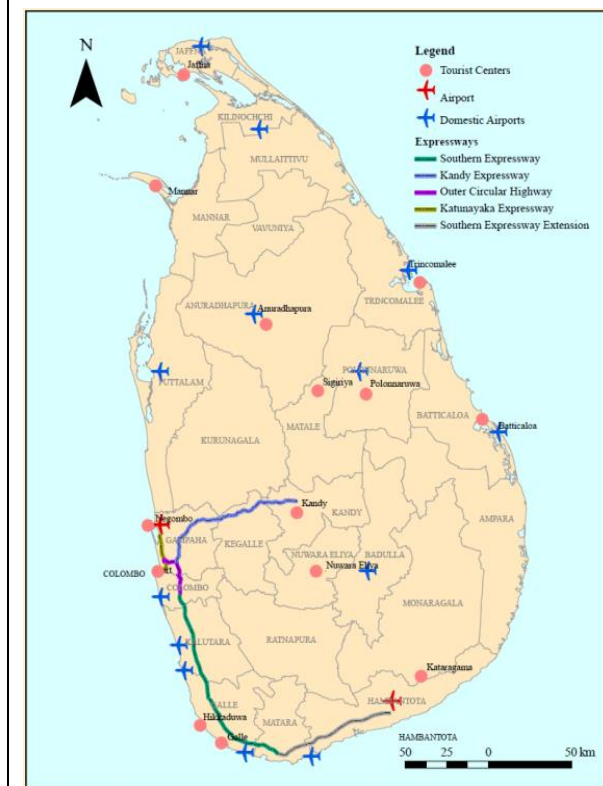 N
JAFFNA
Jaffna
Legend
Tourist Centers
Airport
Domestic Airports
Expressways
Southern Expressway
Kandy Expressway
Outer Circular Highway
Katunayaka Expressway
Southern Expressway Extension
KILINOCHCHI
MULLAITTIVU
Mannar
MANNAR
VAVUNIYA
Trincomalee
TRINCOMALEE
ANURADHAPURA
Anuradhapura
PUTTALAM
POLONNARUWA
Sigiriya
Polonnaruwa
BATTICALOA
Batticaloa
MATALE
KURUNAGALA
Kandy
KANDY
AMPARA
Negombo
GAMPAHA
KEGALLE
NUWARA ELIYA
BADULLA
Nuwara Eliya
COLOMBO
COLOMBO
MONARAGALA
KALUTARA
RATNAPURA
Kataragama
HAMBANTOTA
GALLE
MATARA
Hikkaduwa
Galle
HAMBANTOTA
50 25 0 50 km